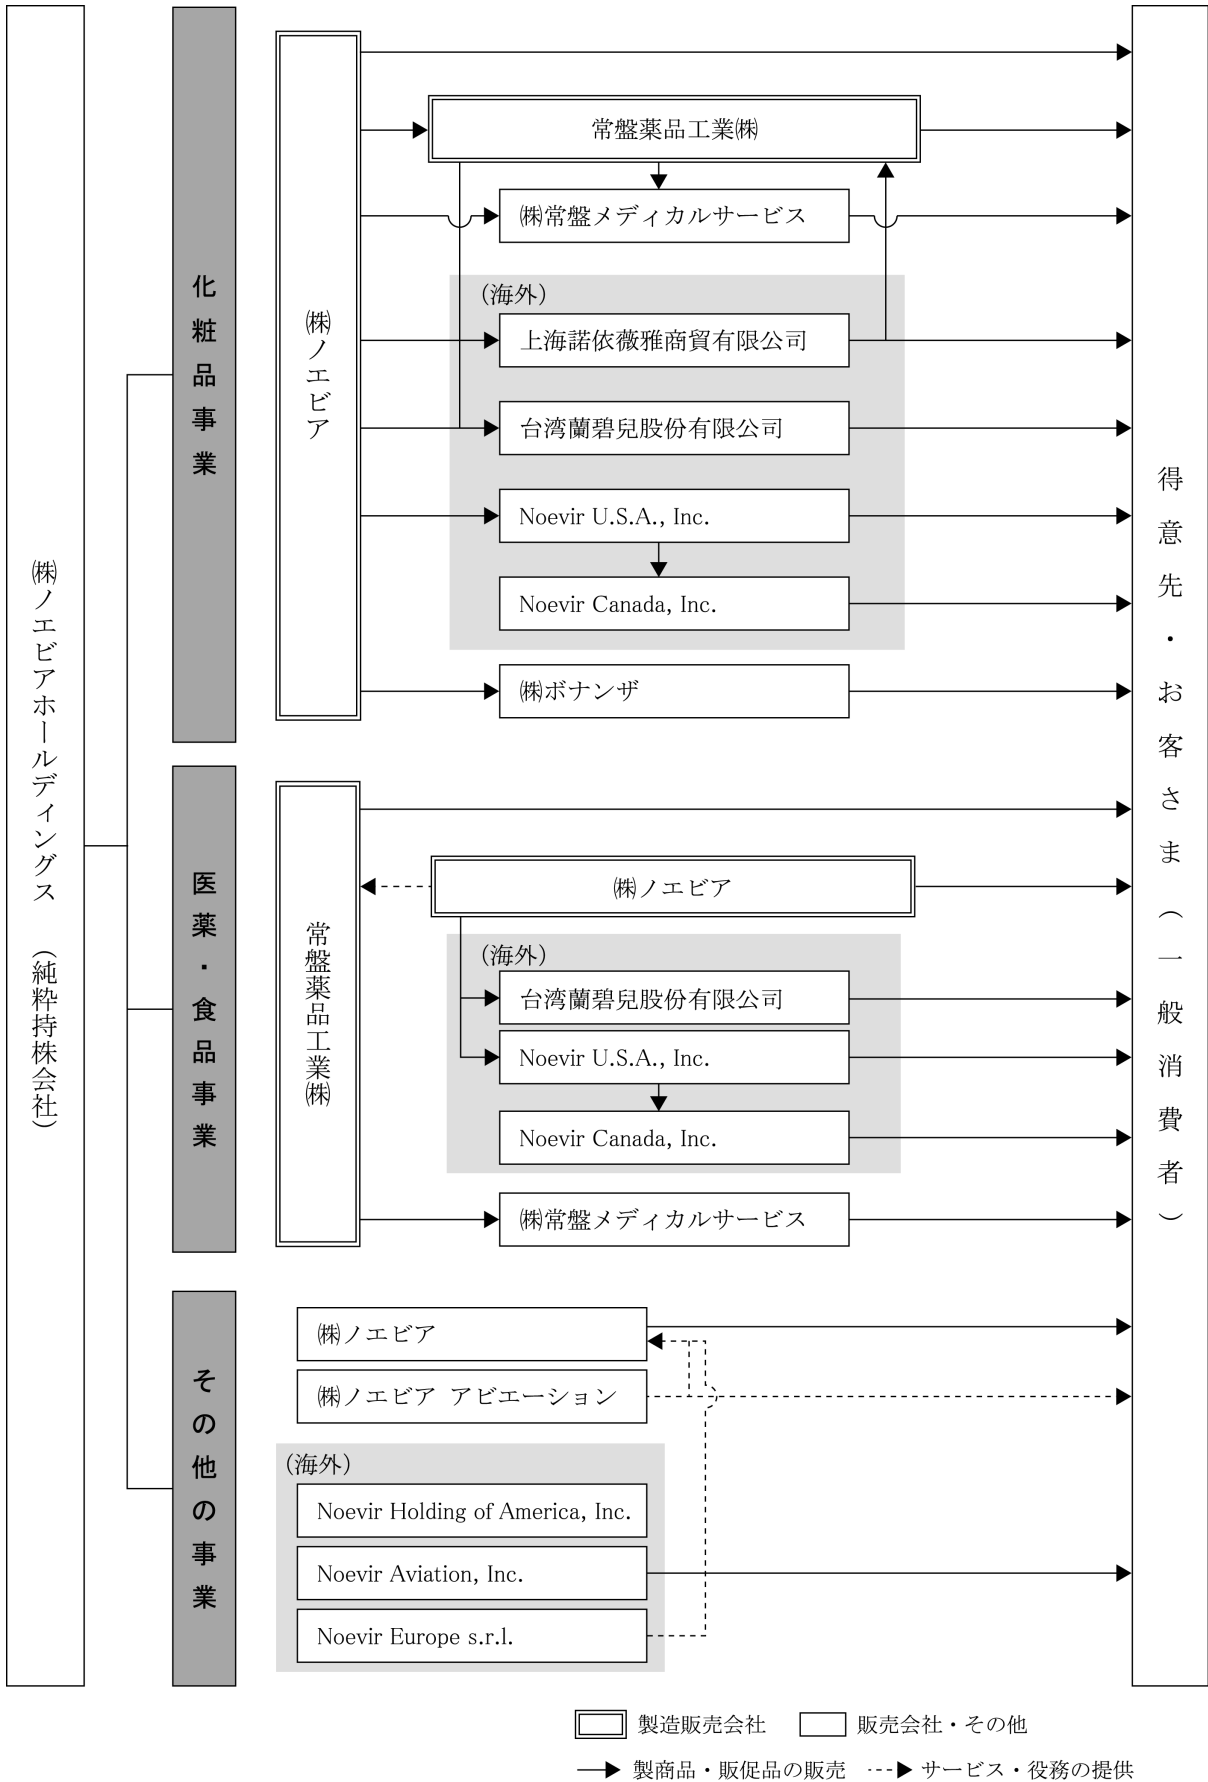 ㈱ノエビアホールディングス （純粋持株会社）
化粧品事業
㈱ノエビア
常盤薬品工業㈱
㈱常盤メディカルサービス
（海外）
上海諾依薇雅商貿有限公司
台湾蘭碧兒股份有限公司
Noevir U.S.A., Inc.
Noevir Canada, Inc.
㈱ボナンザ
医薬・食品事業
常盤薬品工業㈱
㈱ノエビア
（海外）
台湾蘭碧兒股份有限公司
Noevir U.S.A., Inc.
Noevir Canada, Inc.
㈱常盤メディカルサービス
その他の事業
㈱ノエビア
㈱ノエビア アビエーション
（海外）
Noevir Holding of America, Inc.
Noevir Aviation, Inc.
Noevir Europe s.r.l.
得意先・お客さま（一般消費者）
製造販売会社
販売会社・その他
製商品・販促品の販売
サービス・役務の提供